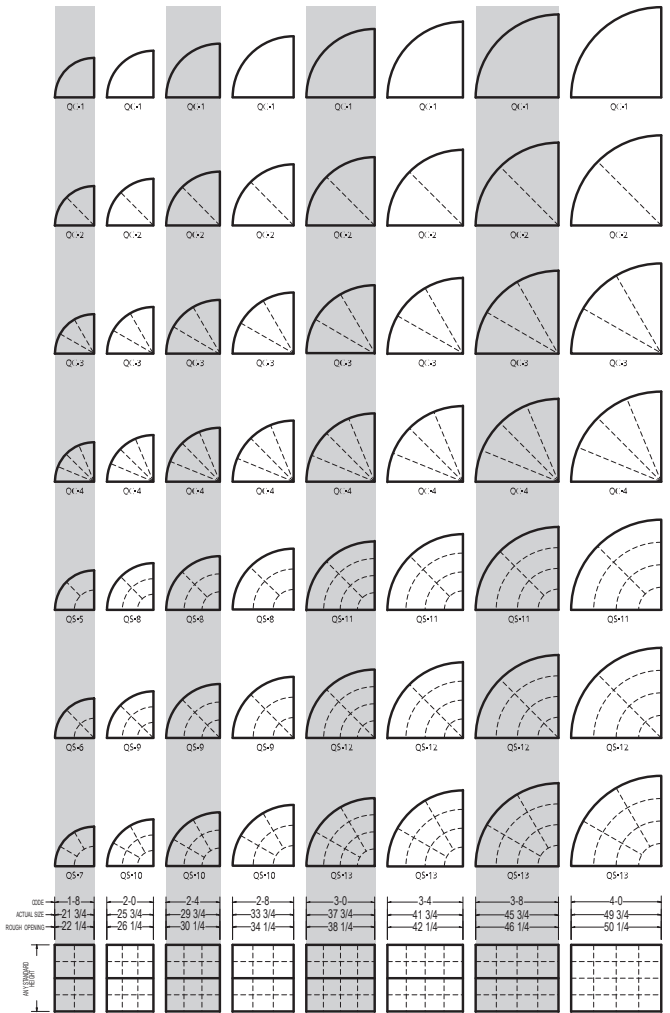 QC•1 QC•1 QC•1 QC•1 QC•1 QC•1 QC•1 QC•1
QC•2 QC•2 QC•2 QC•2 QC•2 QC•2 QC•2 QC•2
QC•3 QC•3 QC•3 QC•3 QC•3 QC•3 QC•3 QC•3
QC•4 QC•4 QC•4 QC•4 QC•4 QC•4 QC•4 QC•4
QS•5 QS•8 QS•8 QS•8 QS•11 QS•11 QS•11 QS•11
QS•6 QS•9 QS•9 QS•9 QS•12 QS•12 QS•12 QS•12
QS•7 QS•10 QS•10 QS•10 QS•13 QS•13 QS•13 QS•13
CODE 1-8 2-0 2-4 2-8 3-0 3-4 3-8 4-0
ACTUAL SIZE 21 3/4 25 3/4 29 3/4 33 3/4 37 3/4 41 3/4 45 3/4 49 3/4
ROUGH OPENING 22 1/4 26 1/4 30 1/4 34 1/4 38 1/4 42 1/4 46 1/4 50 1/4
ANY STANDARD
HEIGHT